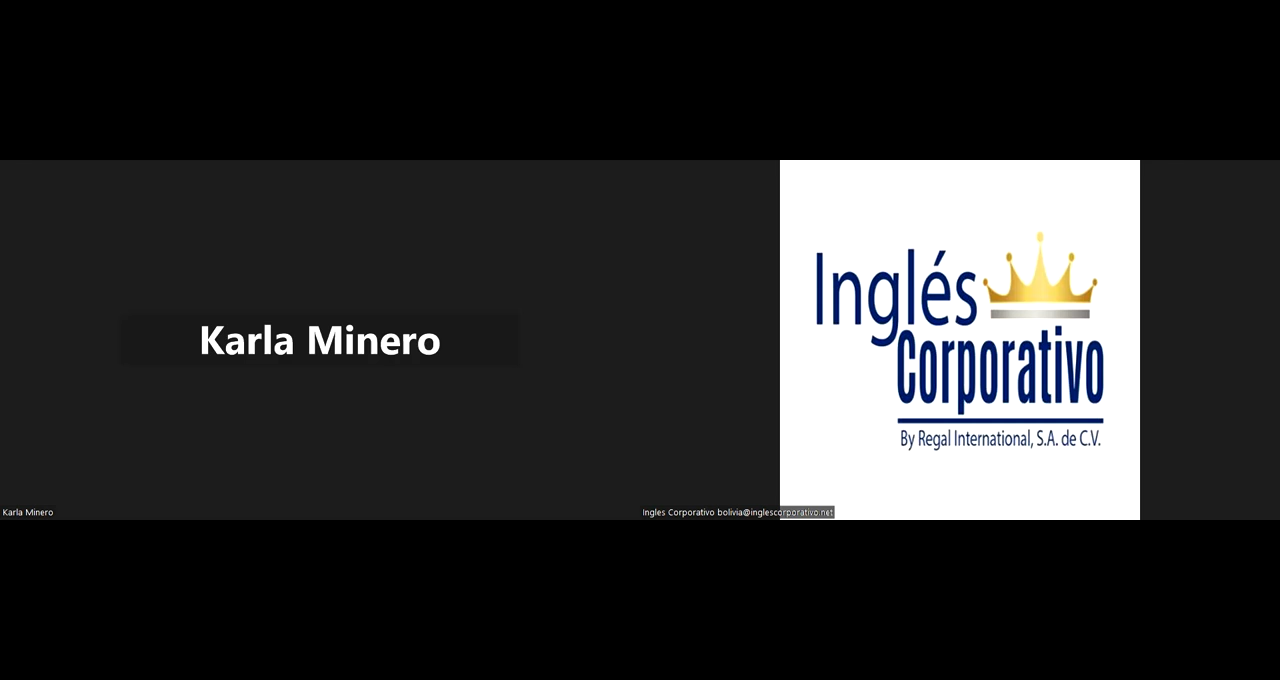 Karla Minero
Inglés
Corporativo
By Regal International, S.A. de C.V.
Karla Minero
Ingles Corporativo bolivia@inglescorporativo.net